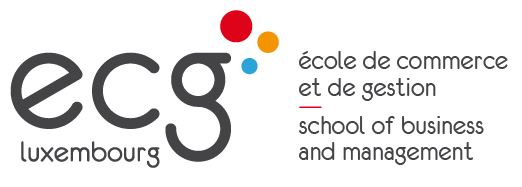 ecg
luxembourg
école de commerce
et de gestion
school of business
and management